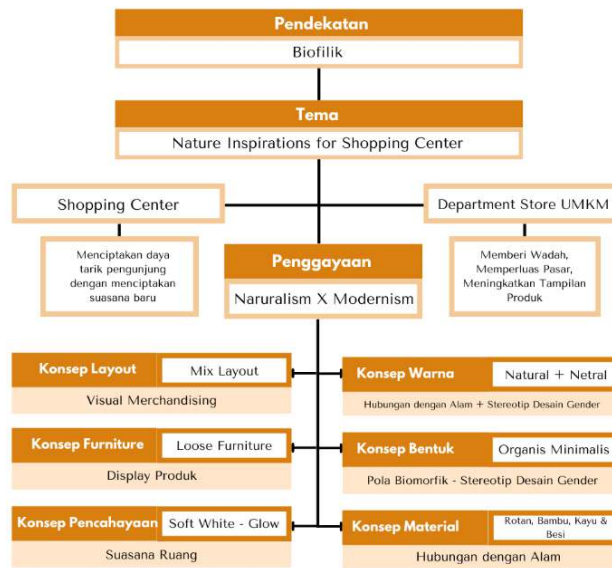 Pendekatan
Biofilik
Tema
Nature Inspirations for Shopping Center
Shopping Center
Department Store UMKM
Menciptakan daya
tarik pengunjung
dengan menciptakan
suasana baru
Memberi Wadah,
Memperluas Pasar,
Meningkatkan Tampilan
Produk
Penggayaan
Naruralism X Modernism
Konsep Layout
Mix Layout
Visual Merchandising
Konsep Warna
Natural + Netral
Hubungan dengan Alam + Stereotip Desain Gender
Konsep Furniture
Loose Furniture
Display Produk
Konsep Bentuk
Organis Minimalis
Pola Biomorfik - Stereotip Desain Gender
Konsep Pencahayaan
Soft White - Glow
Suasana Ruang
Konsep Material
Rotan, Bambu, Kayu &
Besi
Hubungan dengan Alam